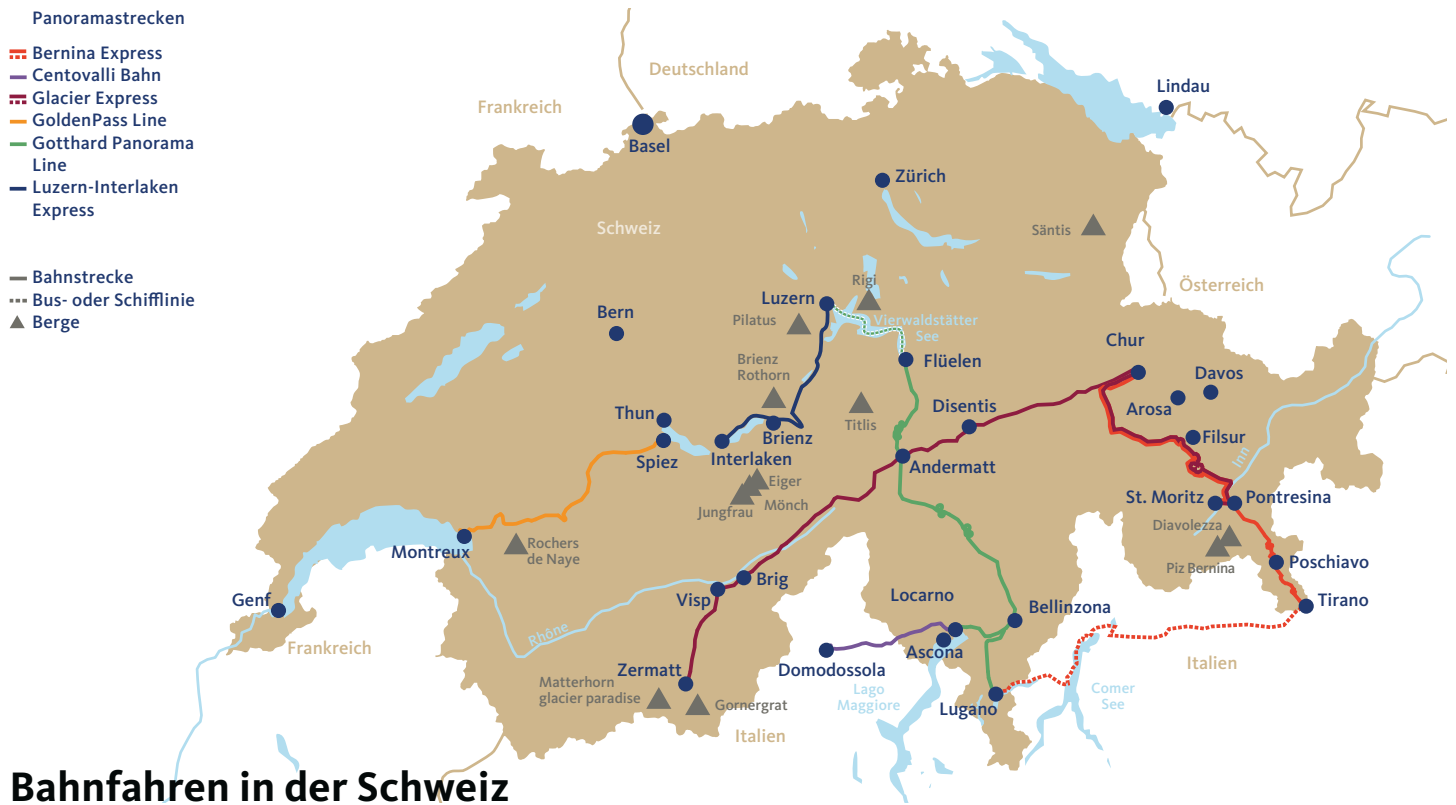 Panoramastrecken
Bernina Express
Centovalli Bahn
Glacier Express
GoldenPass Line
Gotthard Panorama
Line
Luzern-Interlaken
Express
Bahnstrecke
Bus- oder Schifflinie
Berge
Deutschland
Frankreich
Basel
Lindau
Zürich
Schweiz
Säntis
Österreich
Rigi
Luzern
Bern
Pilatus
Vierwaldstätter
See
Flüelen
Chur
Brienz
Rothorn
Davos
Arosa
Thun
Titlis
Disentis
Brienz
Filsur
Spiez
Interlaken
Andermatt
Inn
Eiger
Mönch
Jungfrau
St. Moritz
Pontresina
Diavolezza
Piz Bernina
Montreux
Rochers
de Naye
Poschiavo
Brig
Visp
Genf
Locarno
Bellinzona
Tirano
Rhône
Frankreich
Ascona
Domodossola
Italien
Zermatt
Matterhorn
glacier paradise
Gornergrat
Lago
Maggiore
Lugano
Comer
See
Italien
Bahnfahren in der Schweiz